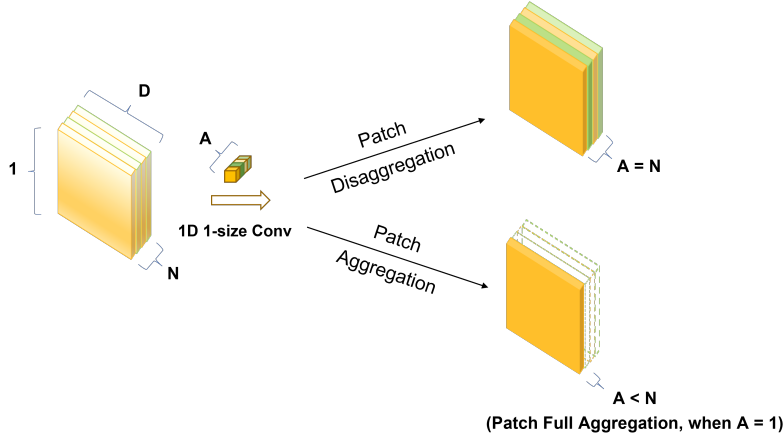 D
1
N
A
1D 1-size Conv
Patch
Disaggregation
Patch
Aggregation
A = N
A < N
(Patch Full Aggregation, when A = 1)